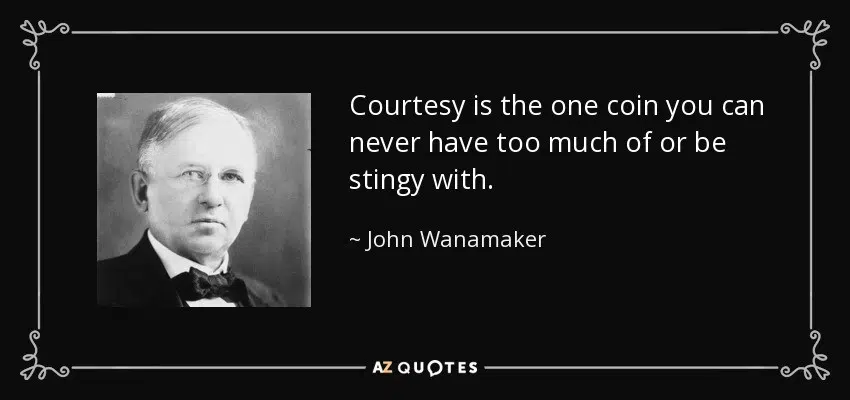 Courtesy is the one coin you can
never have too much of or be
stingy with.
~ John Wanamaker
AZ QUOTES